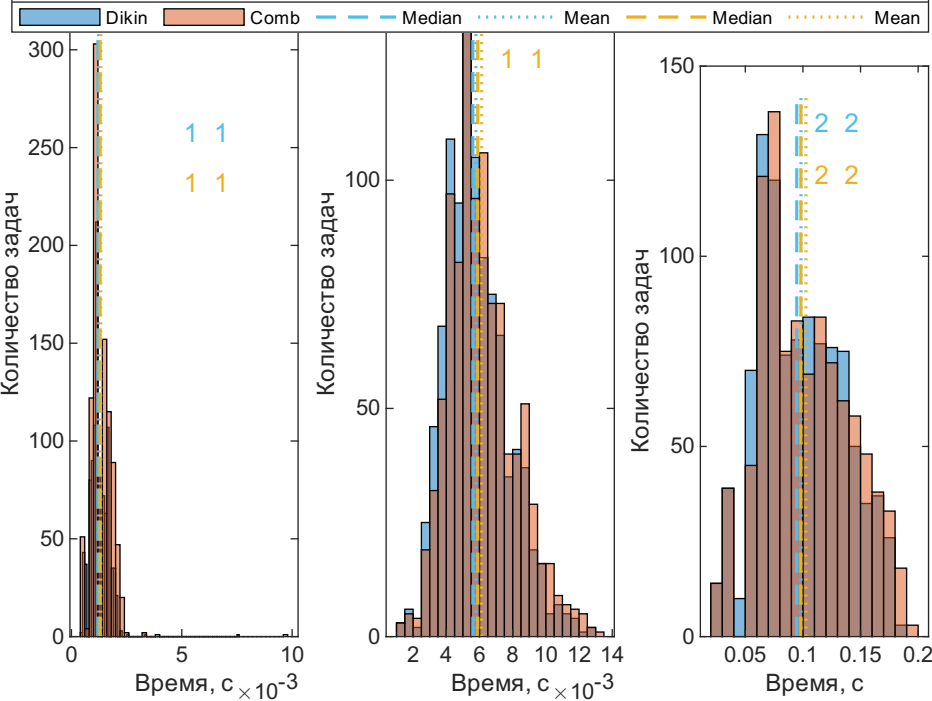 Dikin Comb Median Mean Median Mean
300
250
200
150
100
50
0
Количество задач
1 1
1 1
0 5 10
Время, с ×10-3
100
50
0
Количество задач
1 1
2 4 6 8 10 12 14
Время, с ×10-3
150
100
50
0
Количество задач
2 2
2 2
0.05 0.1 0.15 0.2
Время, с